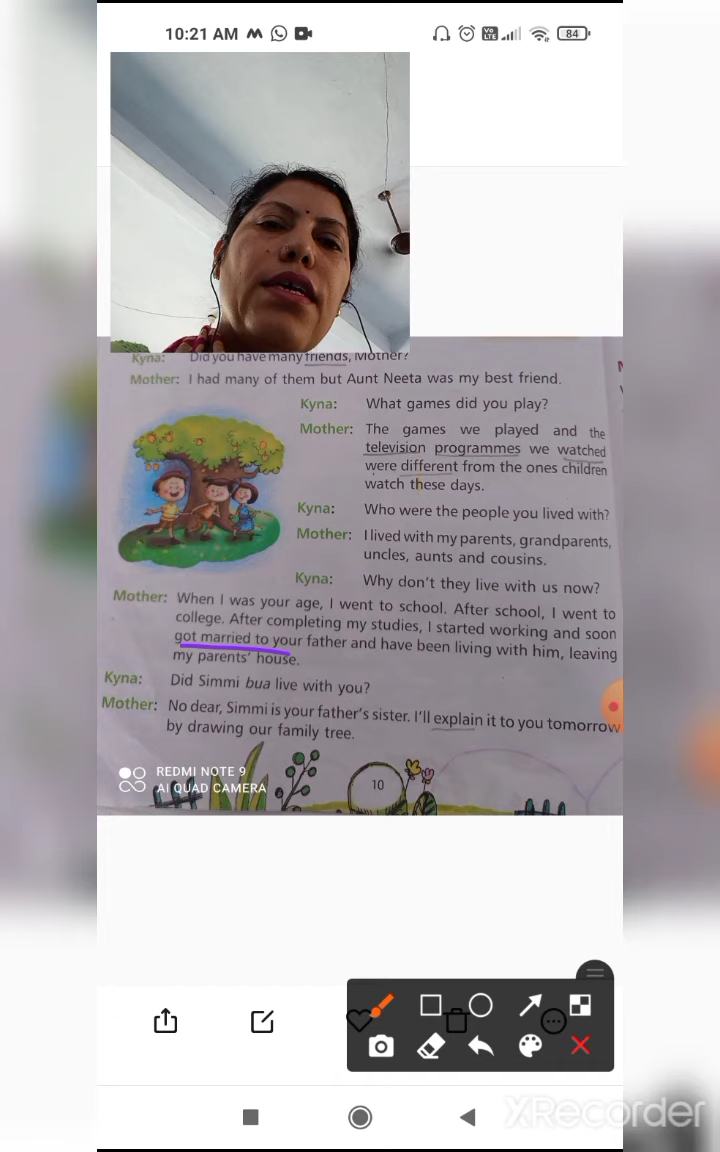 10:21 AM
Vo LTE
84
Kyna: Did you have many friends, Mother?
Mother: I had many of them but Aunt Neeta was my best friend.
Kyna: What games did you play?
Mother: The games we played and the
television programmes we watched
were different from the ones children
watch these days.
Kyna: Who were the people you lived with?
Mother: I lived with my parents, grandparents,
uncles, aunts and cousins.
Kyna: Why don't they live with us now?
Mother: When I was your age, I went to school. After school, I went to
college. After completing my studies, I started working and soon
got married to your father and have been living with him, leaving
my parents' house.
Kyna: Did Simmi bua live with you?
Mother: No dear, Simmi is your father's sister. I'll explain it to you tomorrow
by drawing our family tree.
REDMI NOTE 9
AI QUAD CAMERA
10
XRecorder